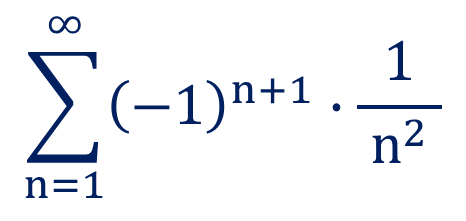 ∑_{n=1}^{∞} (−1)^{n+1} · 1/n²